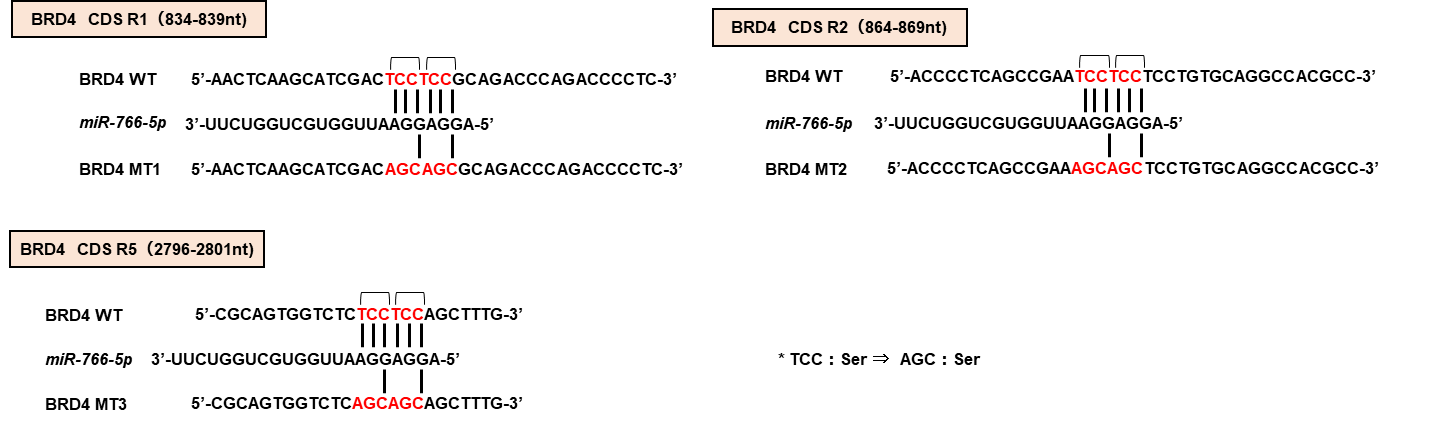 BRD4 CDS R1（834-839nt)
BRD4 WT 5’-AACTCAAGCATCGACTCCTCCGCAGACCCAGACCCCTC-3’
miR-766-5p 3’-UUCUGGUCGUGGUUAAGGAGGA-5’
BRD4 MT1 5’-AACTCAAGCATCGACAGCAGCGCAGACCCAGACCCCTC-3’
BRD4 CDS R2（864-869nt)
BRD4 WT 5’-ACCCCTCAGCCGAATCCTCCTCCTGTGCAGGCCACGCC-3’
miR-766-5p 3’-UUCUGGUCGUGGUUAAGGAGGA-5’
BRD4 MT2 5’-ACCCCTCAGCCGAAAGCAGCTCCTGTGCAGGCCACGCC-3’
BRD4 CDS R5（2796-2801nt)
BRD4 WT 5’-CGCAGTGGTCTCTCCTCCAGCTTTG-3’
miR-766-5p 3’-UUCUGGUCGUGGUUAAGGAGGA-5’
BRD4 MT3 5’-CGCAGTGGTCTCAGCAGCAGCTTTG-3’
* TCC : Ser ⇒ AGC : Ser